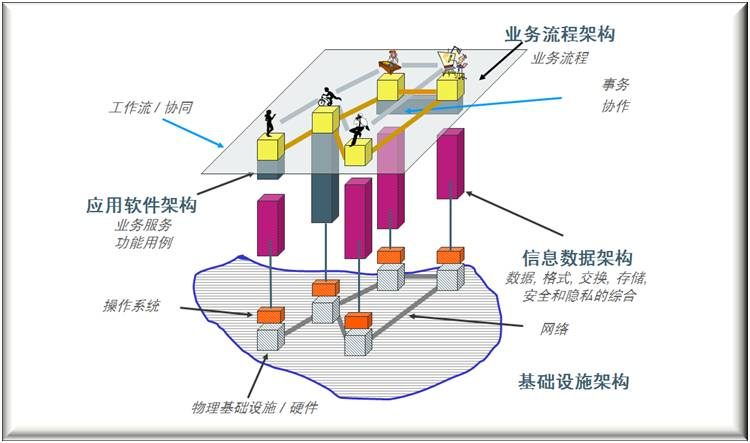 业务流程架构
业务流程
事务
协作
工作流 / 协同
应用软件架构
业务服务
功能用例
信息数据架构
数据, 格式, 交换, 存储,
安全和隐私的综合
操作系统
网络
基础设施架构
物理基础设施 / 硬件